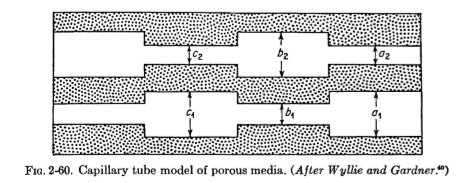 c2 b2 a2
c1 b1 a1
FIG. 2-60. Capillary tube model of porous media. (After Wyllie and Gardner.40)